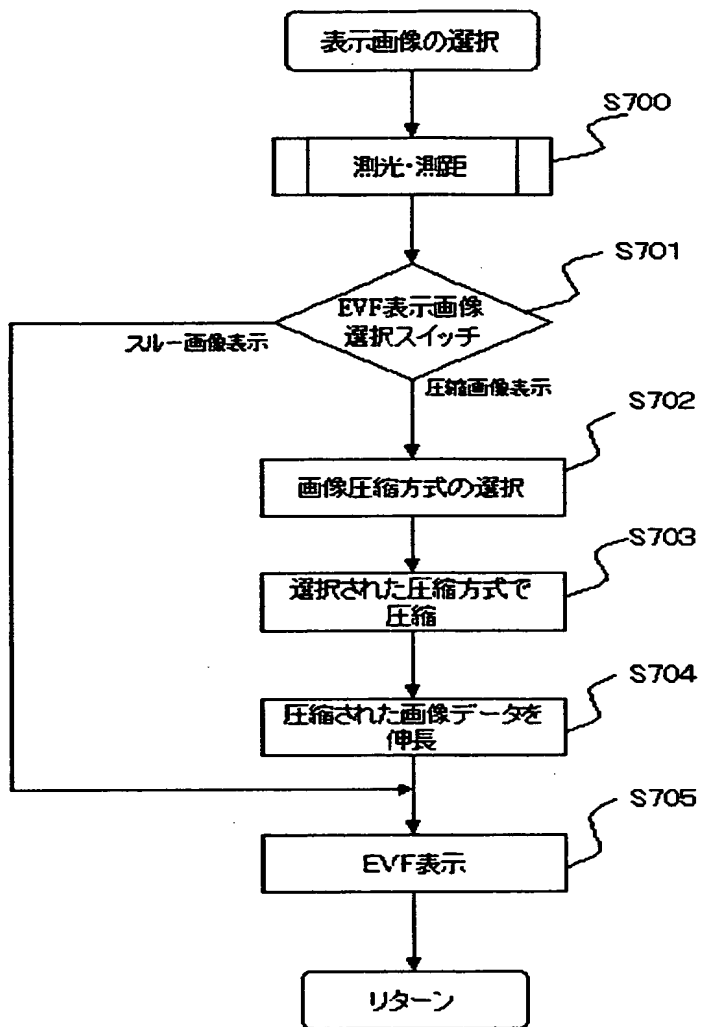 表示画像の選択
S700
測光・測距
S701
EVF表示画像
選択スイッチ
スルー画像表示
圧縮画像表示
S702
画像圧縮方式の選択
S703
選択された圧縮方式で
圧縮
S704
圧縮された画像データを
伸長
S705
EVF表示
リターン